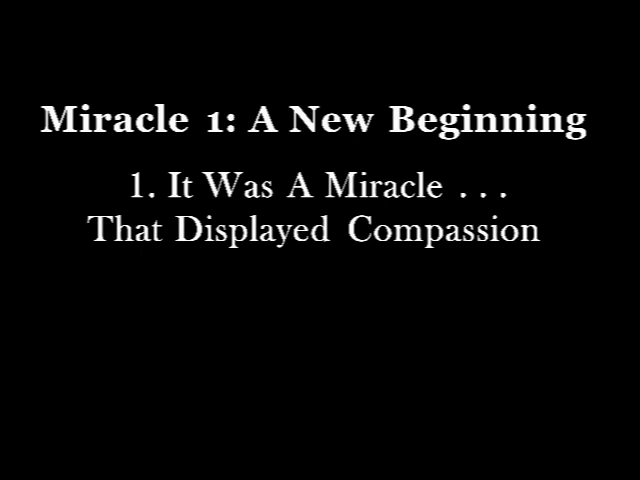 Miracle 1: A New Beginning
1. It Was A Miracle . . .
That Displayed Compassion